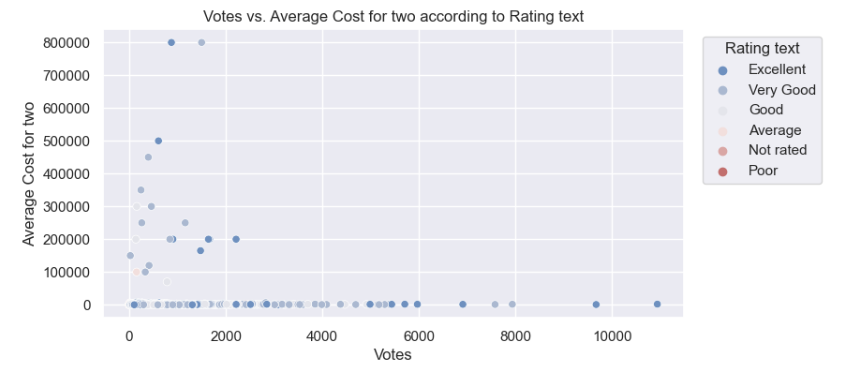 Votes vs. Average Cost for two according to Rating text
Rating text
Excellent
Very Good
Good
Average
Not rated
Poor
Average Cost for two
800000
700000
600000
500000
400000
300000
200000
100000
0
0
2000
4000
6000
8000
10000
Votes